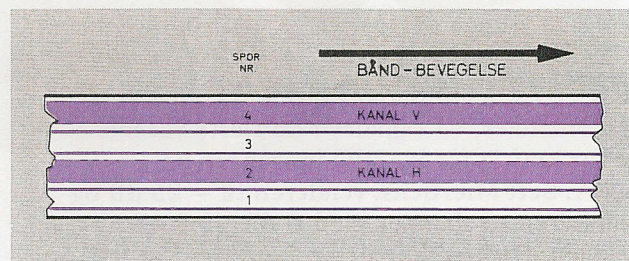 SPOR
NR.
BÅND-BEVEGELSE
4 KANAL V
3
2 KANAL H
1